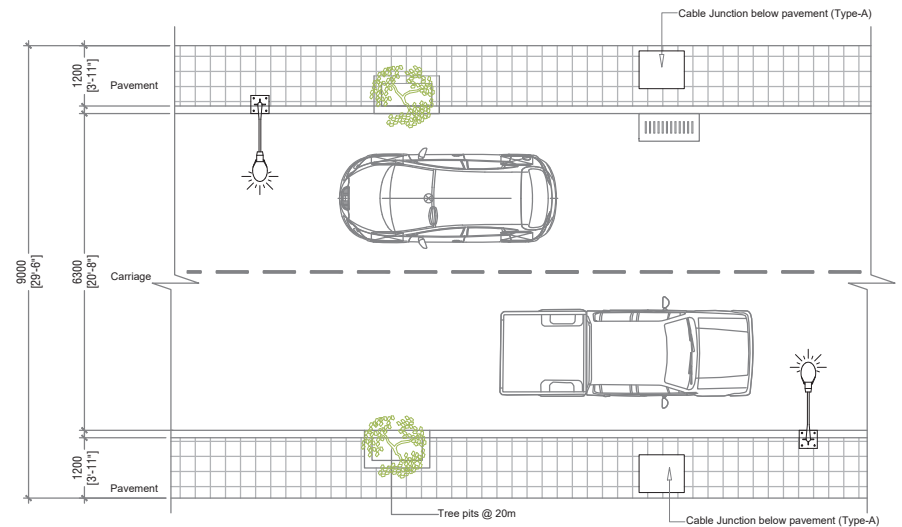 Cable Junction below pavement (Type-A)
1200
[3'-11"]
Pavement
9000
[29'-6"]
6300
[20'-8"]
Carriage
1200
[3'-11"]
Pavement
Tree pits @ 20m
Cable Junction below pavement (Type-A)